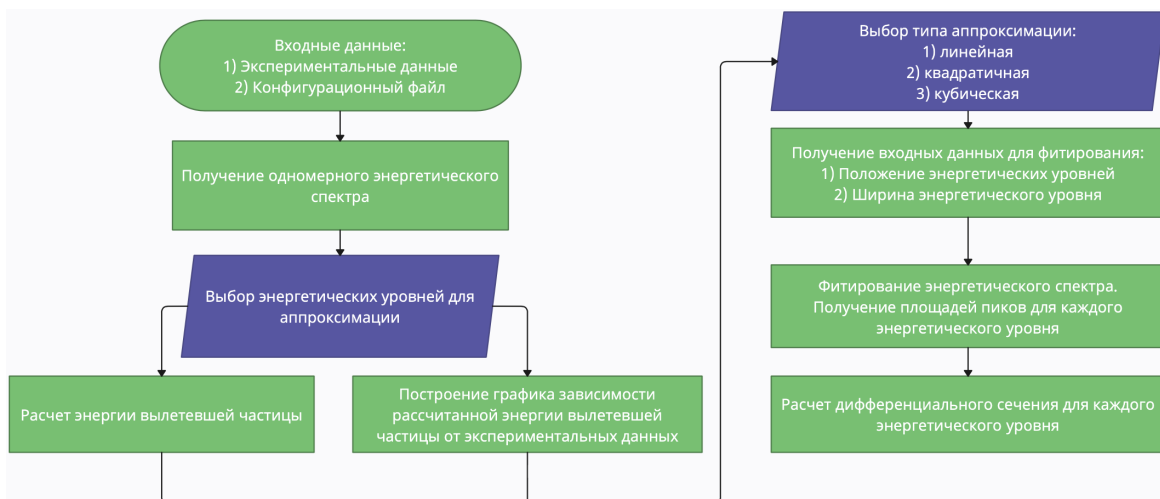 Входные данные:
1) Экспериментальные данные
2) Конфигурационный файл
Получение одномерного энергетического
спектра
Выбор энергетических уровней для
аппроксимации
Расчет энергии вылетевшей частицы
Построение графика зависимости
рассчитанной энергии вылетевшей
частицы от экспериментальных данных
Выбор типа аппроксимации:
1) линейная
2) квадратичная
3) кубическая
Получение входных данных для фитирования:
1) Положение энергетических уровней
2) Ширина энергетического уровня
Фитирование энергетического спектра.
Получение площадей пиков для каждого
энергетического уровня
Расчет дифференциального сечения для каждого
энергетического уровня